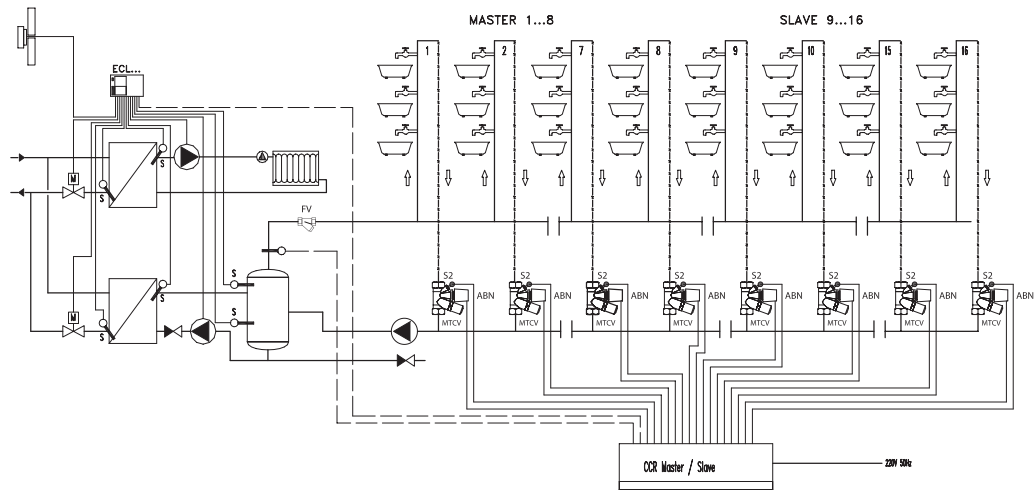 MASTER 1...8
SLAVE 9...16
1
2
7
8
9
10
15
16
ECL...
S
M
S
FV
S
S
M
S
S
S2
ABN
MTCV
S2
ABN
MTCV
S2
ABN
MTCV
S2
ABN
MTCV
S2
ABN
MTCV
S2
ABN
MTCV
S2
ABN
MTCV
S2
ABN
MTCV
CCR Master / Slave
220V 50Hz